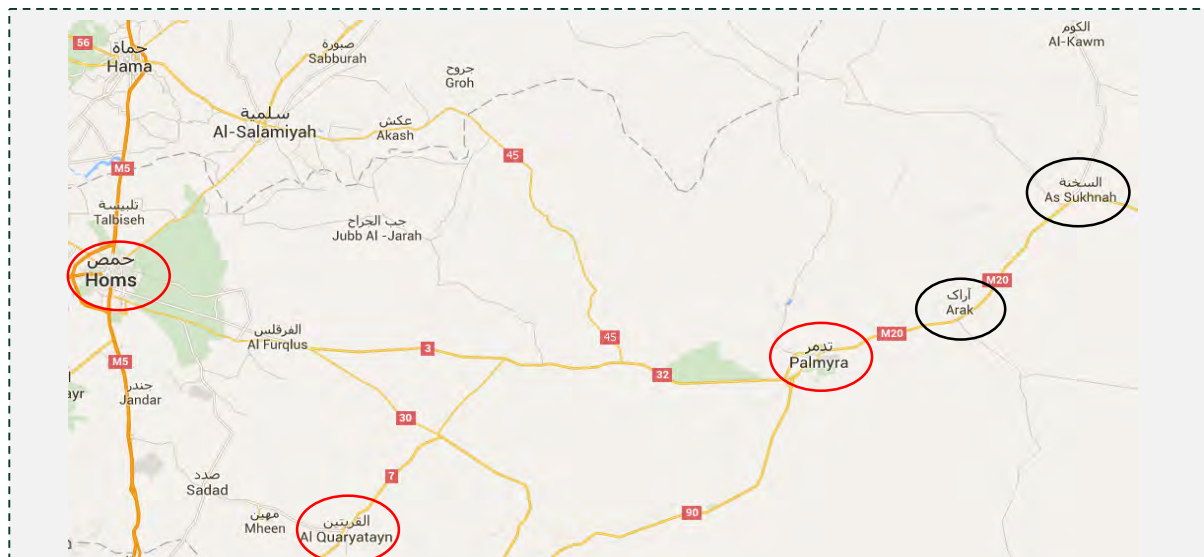 56
حماة
Hama
صبورة
Sabburah
جروح
Groh
الكوم
Al-Kawm
سلمية
Al-Salamiyah
عكش
Akash
45
M5
السخنة
As Sukhnah
تلبيسة
Talbiseh
جب الجراح
Jubb Al -Jarah
حمص
Homs
M20
آراک
Arak
الفرقلس
Al Furqlus
45
M20
3
تدمر
Palmyra
M5
32
جندر
Jandar
ayr
30
7
صدد
Sadad
مهين
Mheen
القريتين
Al Quaryatayn
90